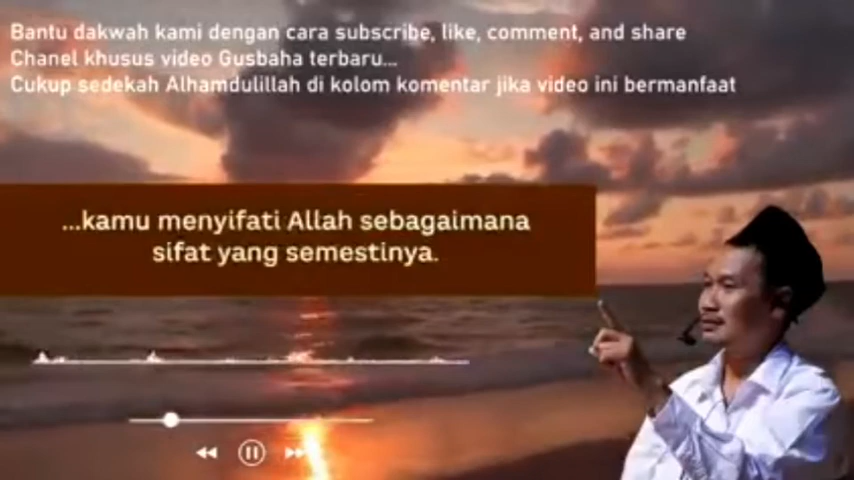 Bantu dakwah kami dengan cara subscribe, like, comment, and share
Chanel khusus video Gusbaha terbaru...
Cukup sedekah Alhamdulillah di kolom komentar jika video ini bermanfaat
...kamu menyifati Allah sebagaimana
sifat yang semestinya.